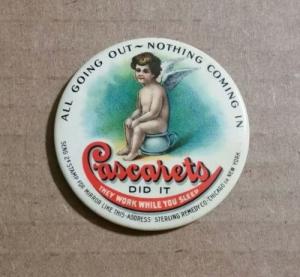 ALL GOING OUT~NOTHING COMING IN
Cascarets
DID IT
THEY WORK WHILE YOU SLEEP
SEND 2¢ STAMP FOR MIRROR LIKE THIS-ADDRESS- STERLING REMEDY CO-CHICAGO OR NEW YORK.